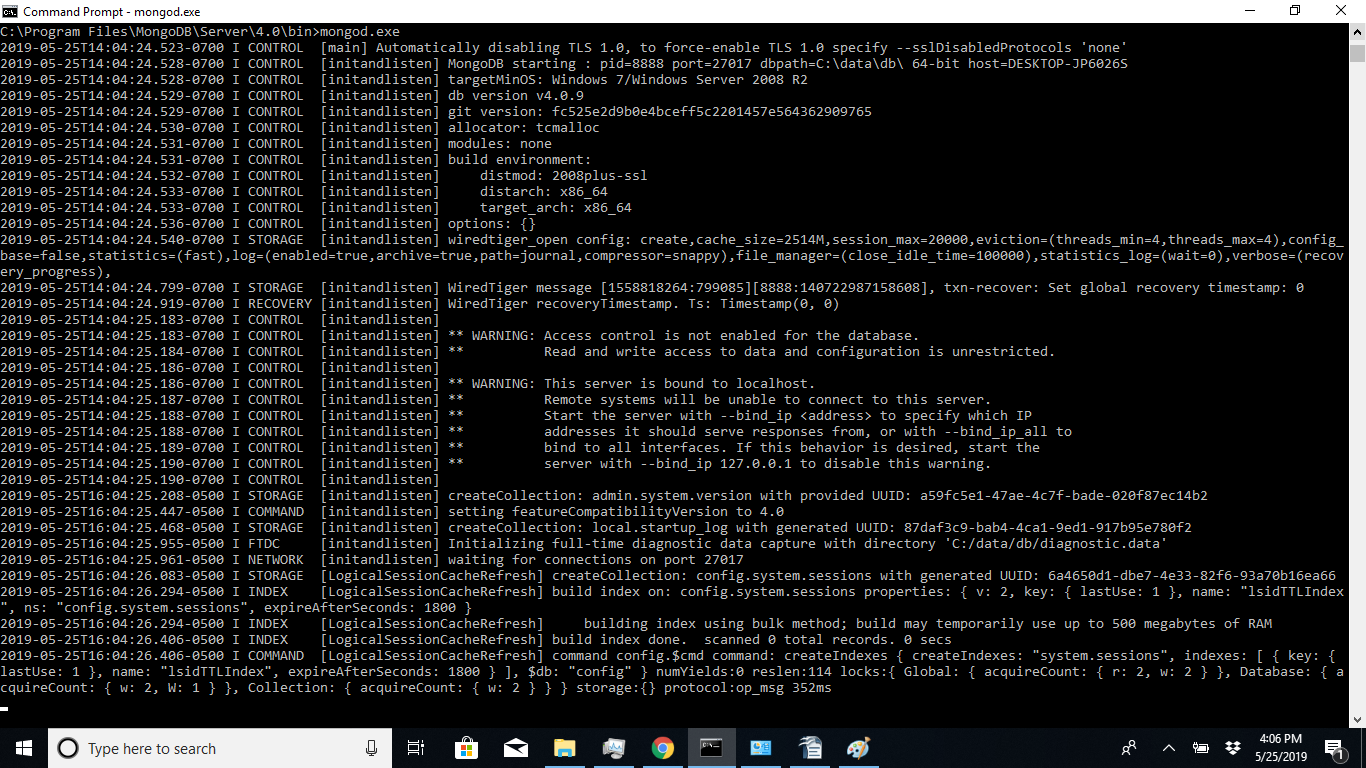 Command Prompt - mongod.exe
C:\Program Files\MongoDB\Server\4.0\bin>mongod.exe
2019-05-25T14:04:24.523-0700 I CONTROL  [main] Automatically disabling TLS 1.0, to force-enable TLS 1.0 specify --sslDisabledProtocols 'none'
2019-05-25T14:04:24.528-0700 I CONTROL  [initandlisten] MongoDB starting : pid=8888 port=27017 dbpath=C:\data\db\ 64-bit host=DESKTOP-JP6026S
2019-05-25T14:04:24.528-0700 I CONTROL  [initandlisten] targetMinOS: Windows 7/Windows Server 2008 R2
2019-05-25T14:04:24.529-0700 I CONTROL  [initandlisten] db version v4.0.9
2019-05-25T14:04:24.529-0700 I CONTROL  [initandlisten] git version: fc525e2d9b0e4bceff5c2201457e564362909765
2019-05-25T14:04:24.530-0700 I CONTROL  [initandlisten] allocator: tcmalloc
2019-05-25T14:04:24.531-0700 I CONTROL  [initandlisten] modules: none
2019-05-25T14:04:24.531-0700 I CONTROL  [initandlisten] build environment:
2019-05-25T14:04:24.532-0700 I CONTROL  [initandlisten]     distmod: 2008plus-ssl
2019-05-25T14:04:24.533-0700 I CONTROL  [initandlisten]     distarch: x86_64
2019-05-25T14:04:24.533-0700 I CONTROL  [initandlisten]     target_arch: x86_64
2019-05-25T14:04:24.536-0700 I CONTROL  [initandlisten] options: {}
2019-05-25T14:04:24.540-0700 I STORAGE  [initandlisten] wiredtiger_open config: create,cache_size=2514M,session_max=20000,eviction=(threads_min=4,threads_max=4),config_
base=false,statistics=(fast),log=(enabled=true,archive=true,path=journal,compressor=snappy),file_manager=(close_idle_time=100000),statistics_log=(wait=0),verbose=(recov
ery_progress),
2019-05-25T14:04:24.799-0700 I STORAGE  [initandlisten] WiredTiger message [1558818264:799085][8888:140722987158608], txn-recover: Set global recovery timestamp: 0
2019-05-25T14:04:24.919-0700 I RECOVERY [initandlisten] WiredTiger recoveryTimestamp. Ts: Timestamp(0, 0)
2019-05-25T14:04:25.183-0700 I CONTROL  [initandlisten]
2019-05-25T14:04:25.183-0700 I CONTROL  [initandlisten] ** WARNING: Access control is not enabled for the database.
2019-05-25T14:04:25.184-0700 I CONTROL  [initandlisten] **          Read and write access to data and configuration is unrestricted.
2019-05-25T14:04:25.186-0700 I CONTROL  [initandlisten]
2019-05-25T14:04:25.186-0700 I CONTROL  [initandlisten] ** WARNING: This server is bound to localhost.
2019-05-25T14:04:25.187-0700 I CONTROL  [initandlisten] **          Remote systems will be unable to connect to this server.
2019-05-25T14:04:25.188-0700 I CONTROL  [initandlisten] **          Start the server with --bind_ip <address> to specify which IP
2019-05-25T14:04:25.188-0700 I CONTROL  [initandlisten] **          addresses it should serve responses from, or with --bind_ip_all to
2019-05-25T14:04:25.189-0700 I CONTROL  [initandlisten] **          bind to all interfaces. If this behavior is desired, start the
2019-05-25T14:04:25.190-0700 I CONTROL  [initandlisten] **          server with --bind_ip 127.0.0.1 to disable this warning.
2019-05-25T14:04:25.190-0700 I CONTROL  [initandlisten]
2019-05-25T16:04:25.208-0500 I STORAGE  [initandlisten] createCollection: admin.system.version with provided UUID: a59fc5e1-47ae-4c7f-bade-020f87ec14b2
2019-05-25T16:04:25.447-0500 I COMMAND  [initandlisten] setting featureCompatibilityVersion to 4.0
2019-05-25T16:04:25.468-0500 I STORAGE  [initandlisten] createCollection: local.startup_log with generated UUID: 87daf3c9-bab4-4ca1-9ed1-917b95e780f2
2019-05-25T16:04:25.955-0500 I FTDC     [initandlisten] Initializing full-time diagnostic data capture with directory 'C:/data/db/diagnostic.data'
2019-05-25T16:04:25.961-0500 I NETWORK  [initandlisten] waiting for connections on port 27017
2019-05-25T16:04:26.083-0500 I STORAGE  [LogicalSessionCacheRefresh] createCollection: config.system.sessions with generated UUID: 6a4650d1-dbe7-4e33-82f6-93a70b16ea66
2019-05-25T16:04:26.294-0500 I INDEX    [LogicalSessionCacheRefresh] build index on: config.system.sessions properties: { v: 2, key: { lastUse: 1 }, name: "lsidTTLIndex
", ns: "config.system.sessions", expireAfterSeconds: 1800 }
2019-05-25T16:04:26.294-0500 I INDEX    [LogicalSessionCacheRefresh]     building index using bulk method; build may temporarily use up to 500 megabytes of RAM
2019-05-25T16:04:26.406-0500 I INDEX    [LogicalSessionCacheRefresh] build index done.  scanned 0 total records. 0 secs
2019-05-25T16:04:26.406-0500 I COMMAND  [LogicalSessionCacheRefresh] command config.$cmd command: createIndexes { createIndexes: "system.sessions", indexes: [ { key: {
lastUse: 1 }, name: "lsidTTLIndex", expireAfterSeconds: 1800 } ], $db: "config" } numYields:0 reslen:114 locks:{ Global: { acquireCount: { r: 2, w: 2 } }, Database: { a
cquireCount: { w: 2, W: 1 } }, Collection: { acquireCount: { w: 2 } } } storage:{} protocol:op_msg 352ms
Type here to search
4:06 PM
5/25/2019
1